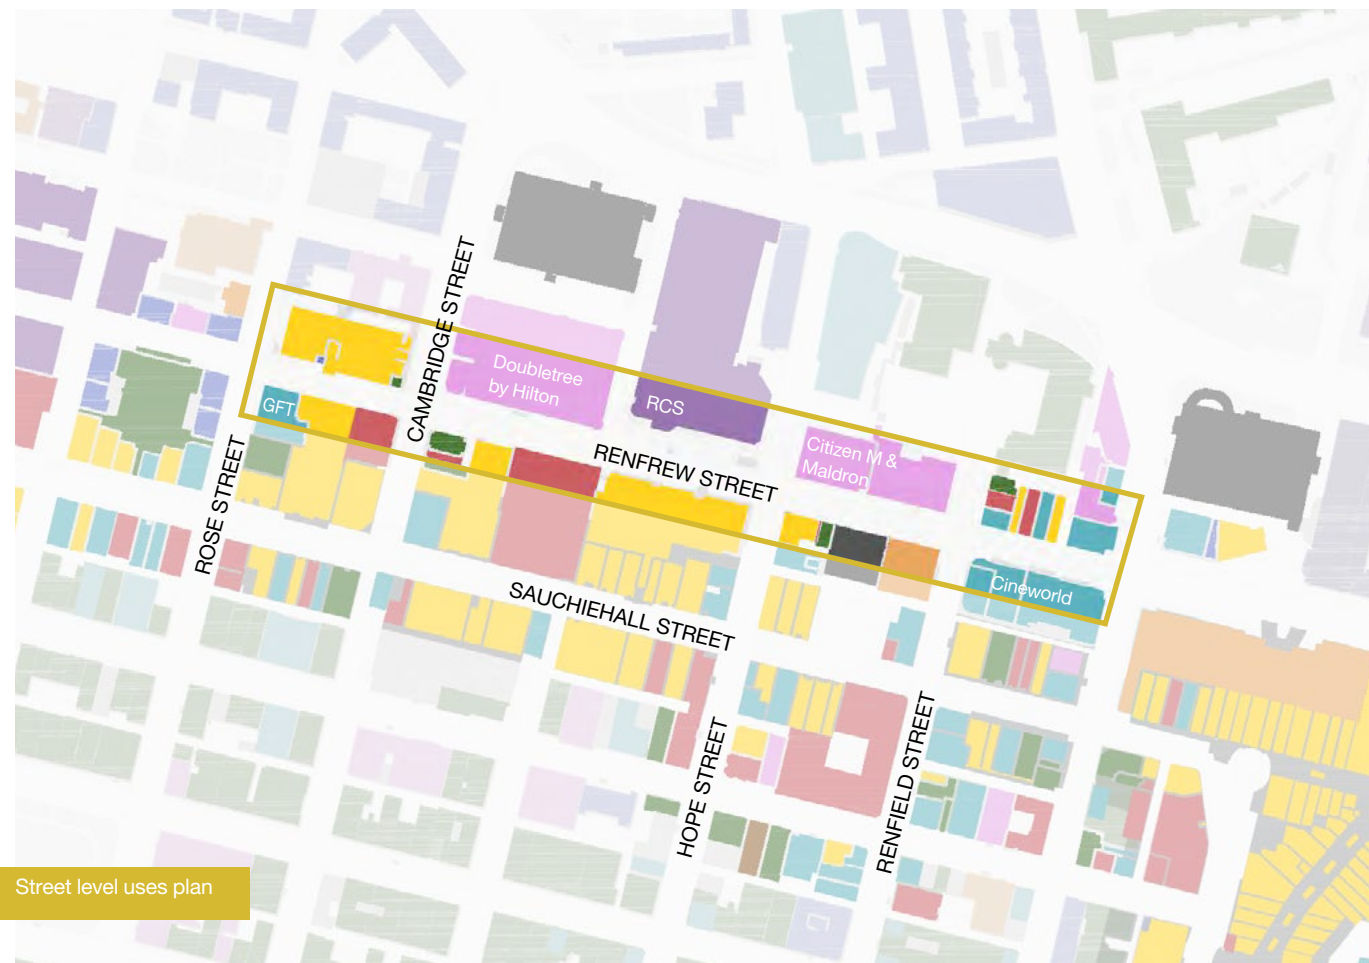 CAMBRIDGE STREET
Doubletree
by Hilton
GFT
RCS
Citizen M &
Maldron
RENFREW STREET
ROSE STREET
Cineworld
SAUCHIEHALL STREET
HOPE STREET
RENFIELD STREET
Street level uses plan